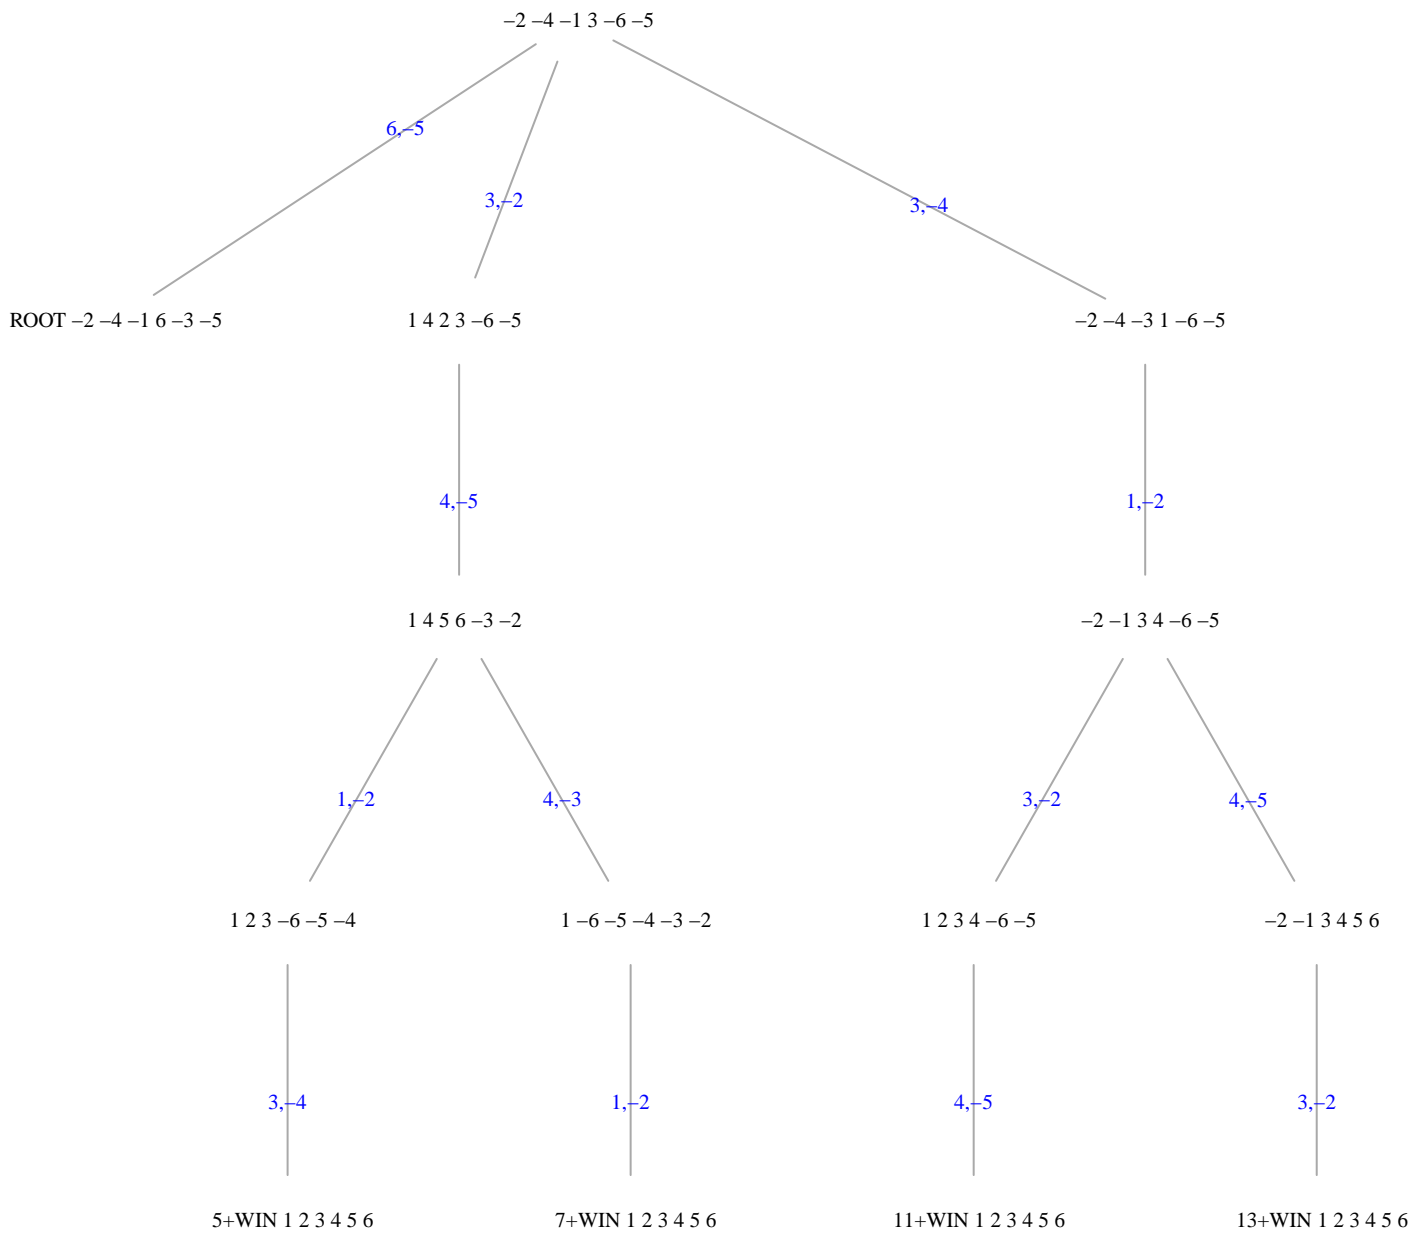 –2 –4 –1 3 –6 –5
6,–5
3,–2
3,–4
ROOT –2 –4 –1 6 –3 –5
1 4 2 3 –6 –5
–2 –4 –3 1 –6 –5
4,–5
1,–2
1 4 5 6 –3 –2
–2 –1 3 4 –6 –5
1,–2
4,–3
3,–2
4,–5
1 2 3 –6 –5 –4
1 –6 –5 –4 –3 –2
1 2 3 4 –6 –5
–2 –1 3 4 5 6
3,–4
1,–2
4,–5
3,–2
5+WIN 1 2 3 4 5 6
7+WIN 1 2 3 4 5 6
11+WIN 1 2 3 4 5 6
13+WIN 1 2 3 4 5 6